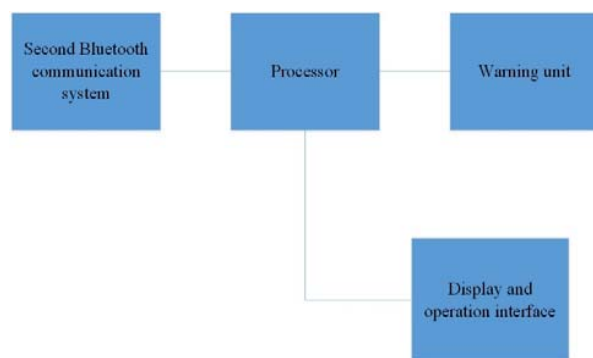 Second Bluetooth
communication
system
Processor
Warning unit
Display and
operation interface